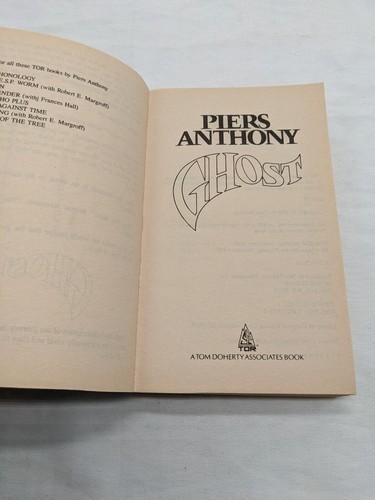 or all these TOR books by Piers Anthony
HONOLOGY
E.S.P. WORM (with Robert E. Margroff)
N
ENDER (with) Frances Hall)
HO PLUS
AGAINST TIME
NG (with Robert E. Margroff)
OF THE TREE
PIERS
ANTHONY
GHOST
TOR
A TOM DOHERTY ASSOCIATES BOOK